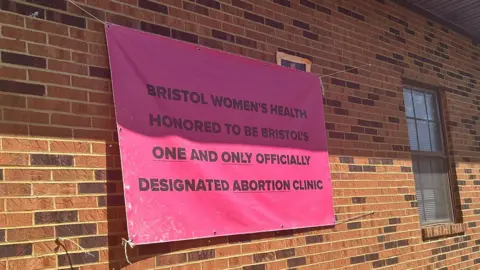 BRISTOL WOMEN'S HEALTH
HONORED TO BE BRISTOL'S
ONE AND ONLY OFFICIALLY
DESIGNATED ABORTION CLINIC